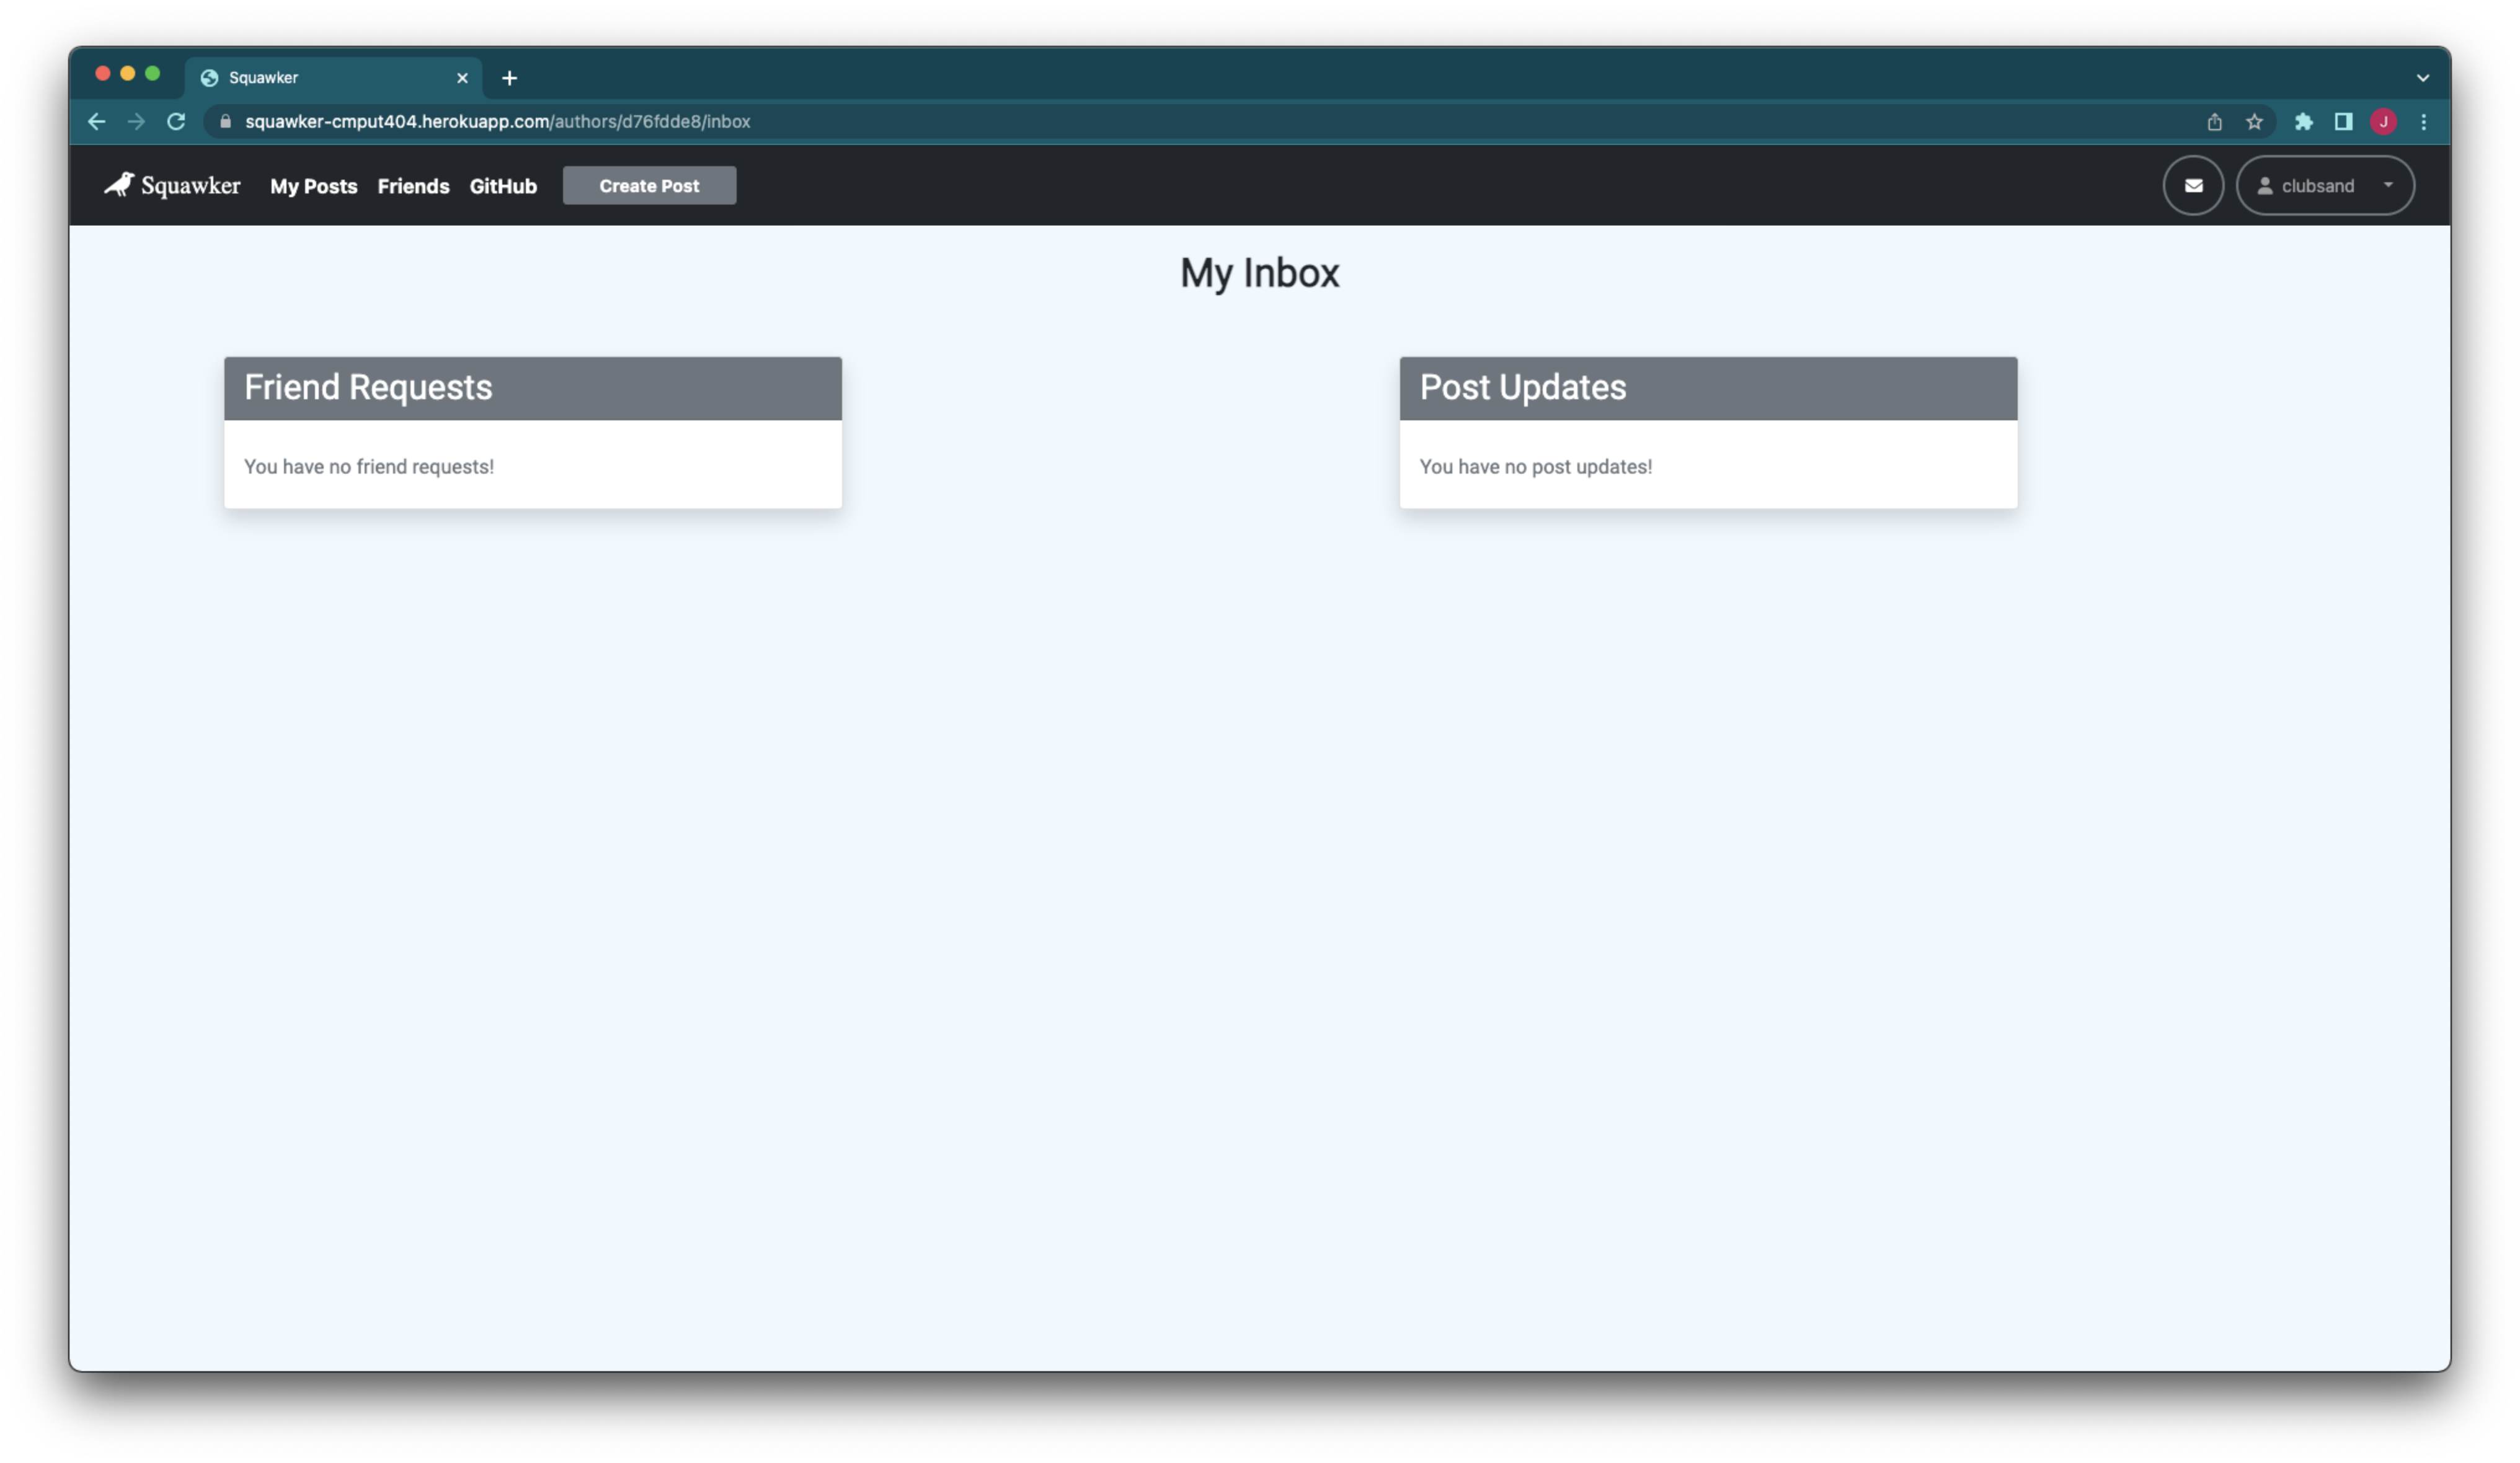 Squawker
squawker-cmput404.herokuapp.com/authors/d76fdde8/inbox
J
Squawker My Posts Friends GitHub Create Post clubsand
My Inbox
Friend Requests
You have no friend requests!
Post Updates
You have no post updates!